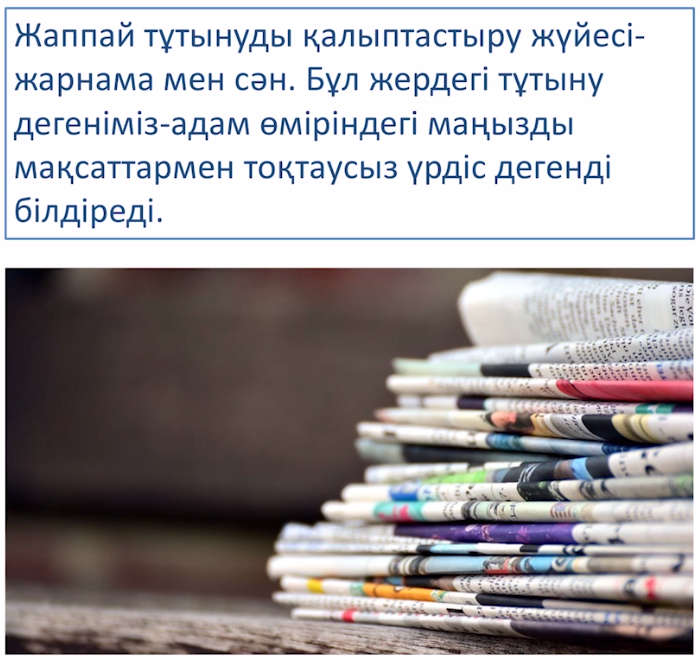 Жаппай тұтынуды қалыптастыру жүйесі-
жарнама мен сән. Бұл жердегі тұтыну
дегеніміз-адам өміріндегі маңызды
мақсаттармен тоқтаусыз үрдіс дегенді
білдіреді.